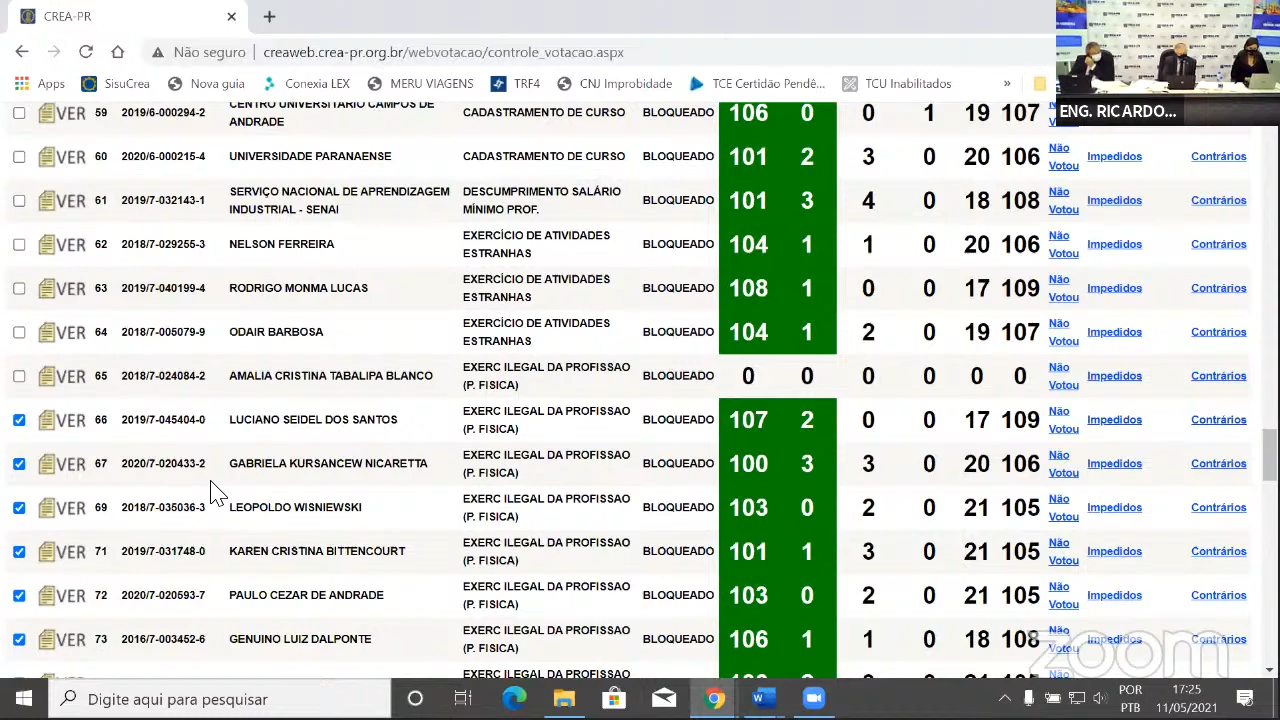 CREA-PR
Não seguro | creaweb.crea-p
Apps SisuCrea Nova guia Conexia LEX CNJ Improbidade TCE Certidão Pendê... TCU Inabilitados »
ENG. RICARDO...
VER 59 2019/6-000294-2 CENTRO UNIVERSITÁRIO CAMPOS DE
ANDRADE CADASTRAMENTO DE CURSO BLOQUEADO 106 0 0 1 19 107
VER 60 2020/6-000215-4 UNIVERSIDADE PARANAENSE CADASTRAMENTO DE CURSO BLOQUEADO 101 2 3 0 20 106 Não
Votou Impedidos Contrários
VER 2019/7-032143-1 SERVIÇO NACIONAL DE APRENDIZAGEM
INDUSTRIAL - SENAI DESCUMPRIMENTO SALÁRIO
MÍNIMO PROF. BLOQUEADO 101 3 4 0 18 108 Não
Votou Impedidos Contrários
VER 62 2018/7-029255-3 NELSON FERREIRA EXERCÍCIO DE ATIVIDADES
ESTRANHAS BLOQUEADO 104 1 1 0 20 106 Não
Votou Impedidos Contrários
VER 63 2019/7-040199-4 RODRIGO MONMA EXERCÍCIO DE ATIVIDADES
ESTRANHAS BLOQUEADO 108 1 0 0 17 109 Não
Votou Impedidos Contrários
VER 64 2018/7-005079-9 ODAIR BARBOSA EXERCÍCIO DE ATIVIDADES
ESTRANHAS BLOQUEADO 104 1 2 0 19 107 Não
Votou Impedidos Contrários
VER 65 2018/7-024084-2 AMALIA CRISTINA TABALIPA BLANCO EXERC ILEGAL DA PROFISSAO
(P. FISICA) BLOQUEADO 0 0 0 0 0 0 Não
Votou Impedidos Contrários
VER 66 2019/7-045404-0 LUCIANO SEIDEL DOS SANTOS EXERC ILEGAL DA PROFISSAO
(P. FISICA) BLOQUEADO 107 2 0 0 17 109 Não
Votou Impedidos Contrários
VER 67 2020/7-020433-2 GABRIELA KURSANCEW NICARETTA EXERC ILEGAL DA PROFISSAO
(P. FISICA) BLOQUEADO 100 3 3 0 20 106 Não
Votou Impedidos Contrários
VER 69 2018/7-035036-3 LEOPOLDO WISNIEWSKI EXERC ILEGAL DA PROFISSAO
(P. FISICA) BLOQUEADO 103 0 2 0 21 105 Não
Votou Impedidos Contrários
VER 71 2019/7-031748-0 KAREN CRISTINA BITTENCOURT EXERC ILEGAL DA PROFISSAO
(P. FISICA) BLOQUEADO 101 1 3 0 21 105 Não
Votou Impedidos Contrários
VER 72 2020/7-020593-7 PAULO CEZAR DE ANDRADE EXERC ILEGAL DA PROFISSAO
(P. FISICA) BLOQUEADO 103 0 2 0 21 105 Não
Votou Impedidos Contrários
VER 73 2016/7-003452-6 GENUINO LUIZ DALPONTE EXERC ILEGAL DA PROFISSAO
(P. FISICA) BLOQUEADO 106 1 1 0 18 108 Não
Votou Impedidos Contrários
zoom
Digite aqui para pesquisar
POR
PTB
17:25
11/05/2021